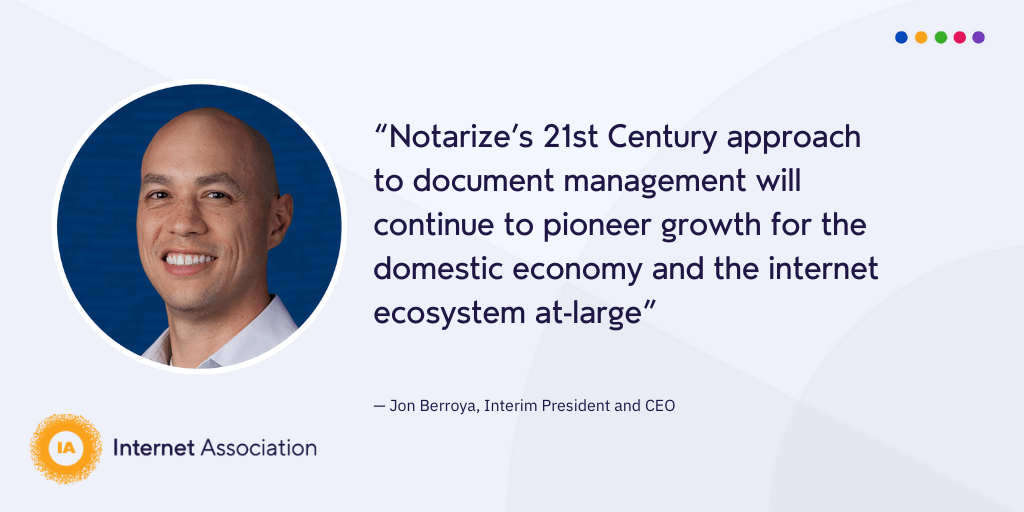 “Notarize’s 21st Century approach
to document management will
continue to pioneer growth for the
domestic economy and the internet
ecosystem at-large”
— Jon Berroya, Interim President and CEO
IA
Internet Association